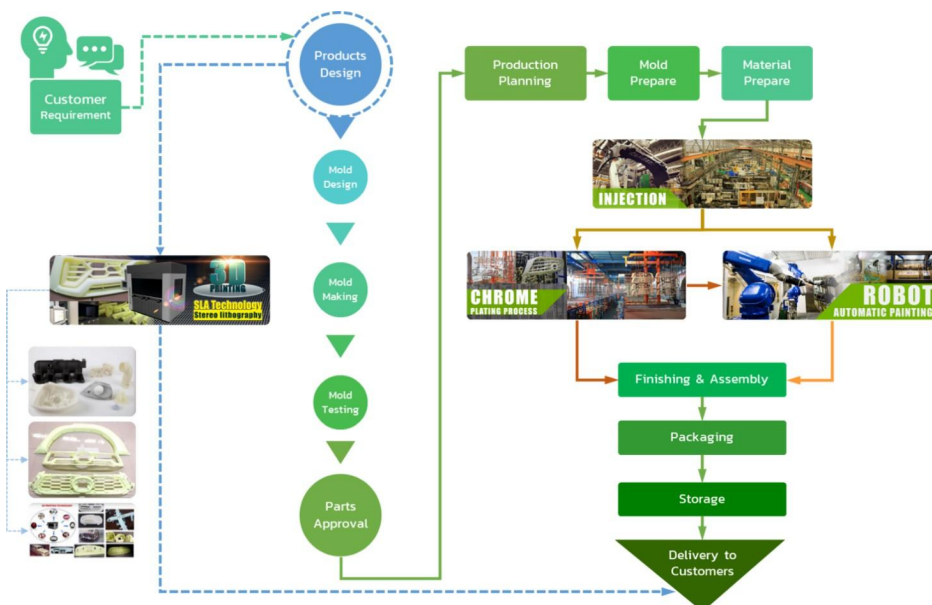 Customer
Requirement
Products
Design
Mold
Design
Mold
Making
Mold
Testing
Parts
Approval
3D
PRINTING
SLA Technology
Stereo lithography
Production
Planning
Mold
Prepare
Material
Prepare
INJECTION
CHROME
PLATING PROCESS
ROBOT
AUTOMATIC PAINTING
Finishing & Assembly
Packaging
Storage
Delivery to
Customers